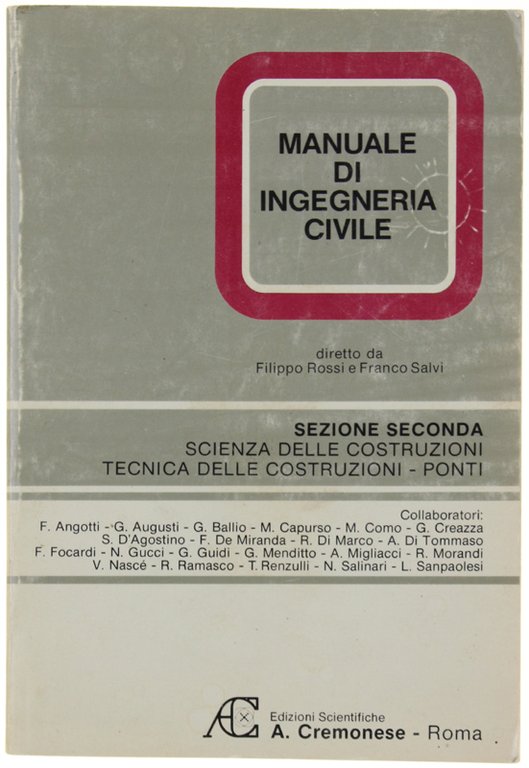 MANUALE
DI
INGEGNERIA
CIVILE
diretto da
Filippo Rossi e Franco Salvi
SEZIONE SECONDA
SCIENZA DELLE COSTRUZIONI
TECNICA DELLE COSTRUZIONI - PONTI
Collaboratori:
F. Angotti - G. Augusti - G. Ballio - M. Capurso - M. Como - G. Creazza
S. D'Agostino - F. De Miranda - R. Di Marco - A. Di Tommaso
F. Focardi - N. Gucci - G. Guidi - G. Menditto - A. Migliacci - R. Morandi
V. Nascé - R. Ramasco - T. Renzulli - N. Salinari - L. Sanpaolesi
Edizioni Scientifiche
A. Cremonese - Roma